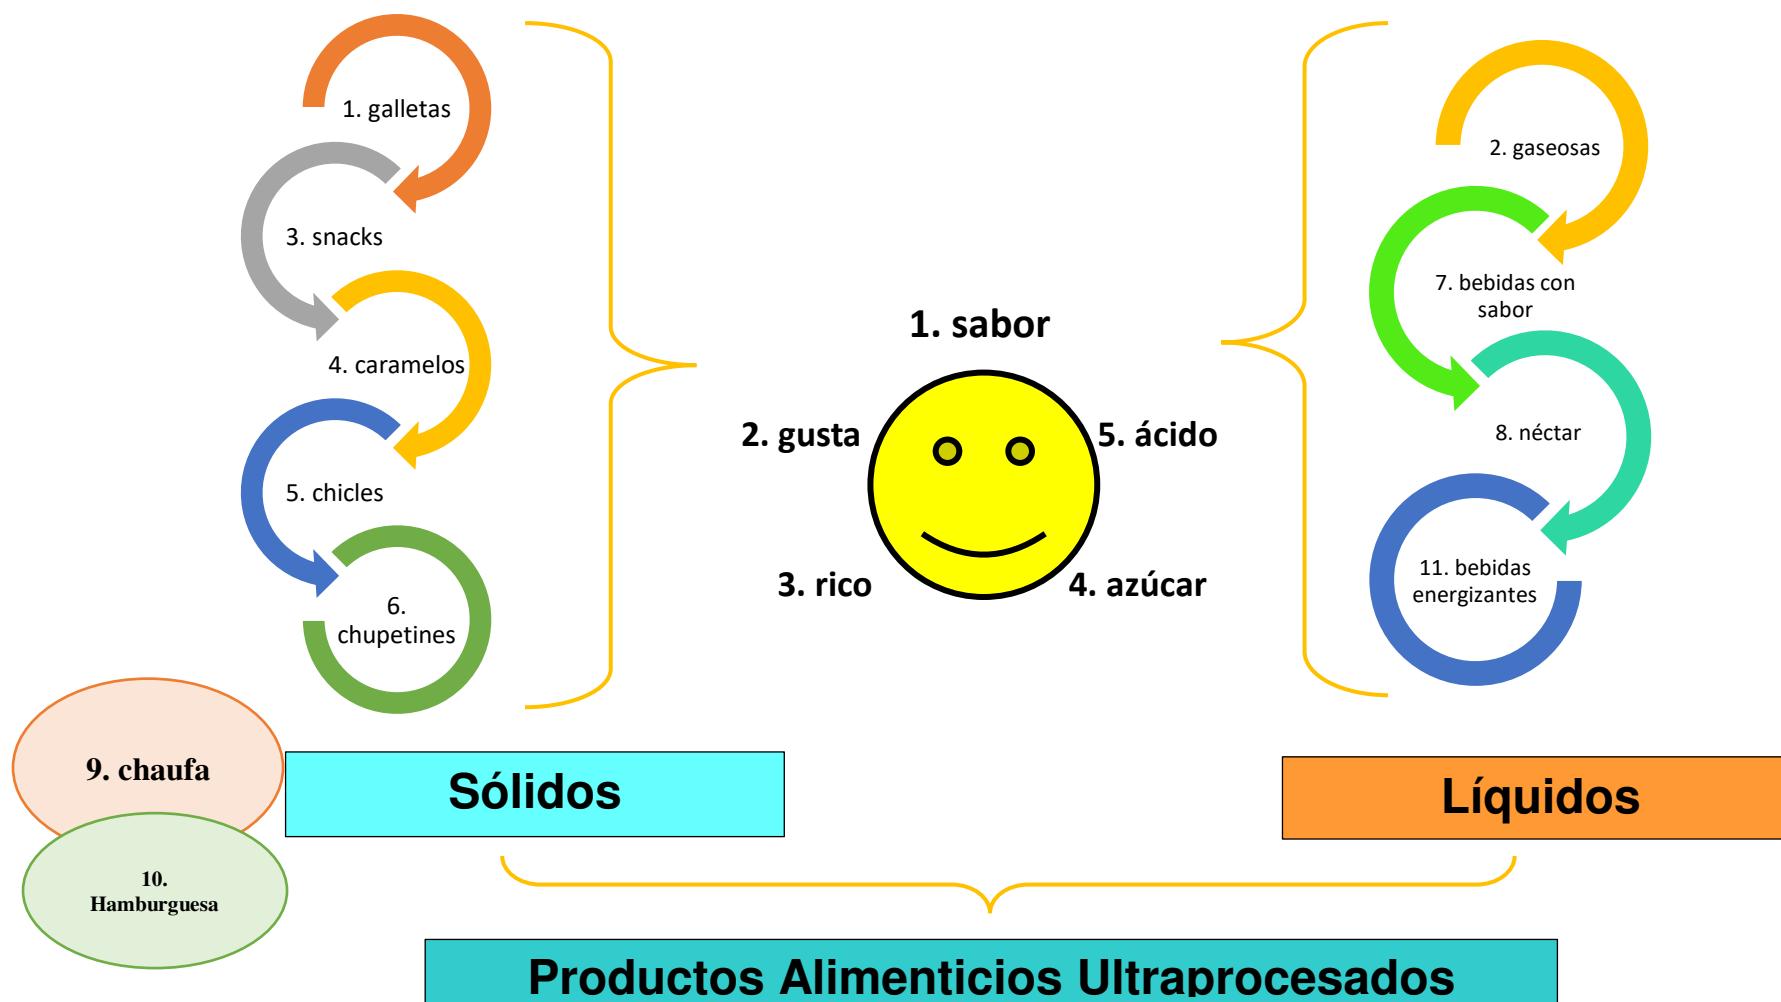 1. galletas
3. snacks
4. caramelos
5. chicles
6.
chupetines
9. chaufa
10.
Hamburguesa
Sólidos
1. sabor
2. gusta
5. ácido
3. rico
4. azúcar
2. gaseosas
7. bebidas con
sabor
8. néctar
11. bebidas
energizantes
Líquidos
Productos Alimenticios Ultraprocesados